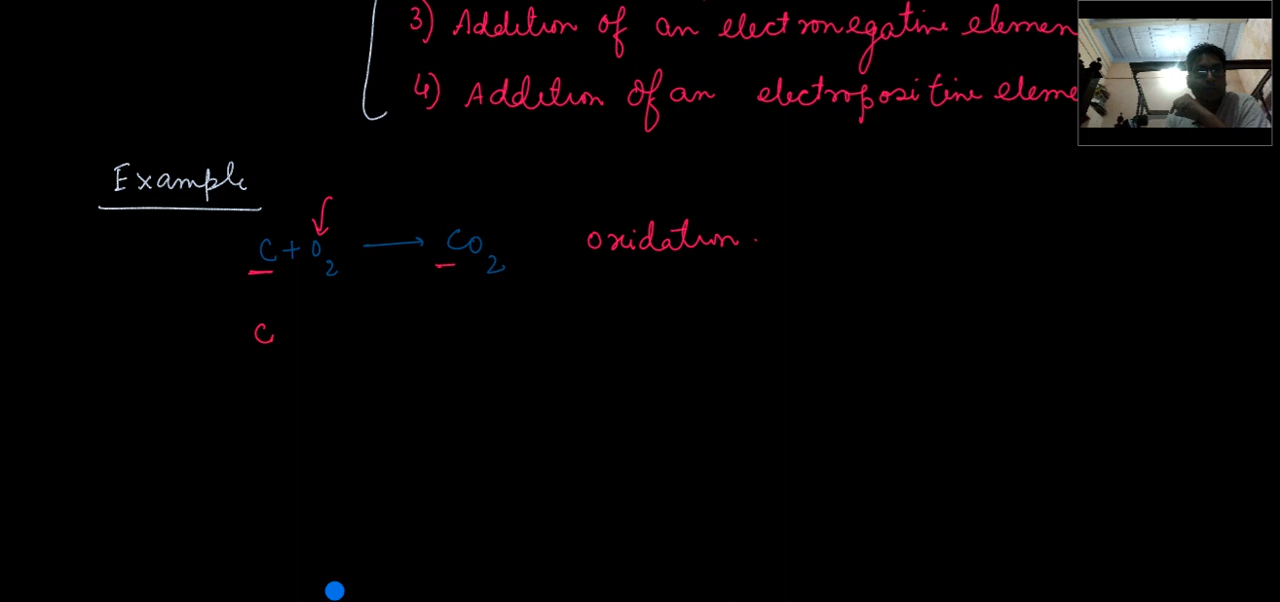 3) Addition of an electronegative elemen
4) Addition of an electropositive eleme
Example
C + O2 → CO2 oxidation.
C